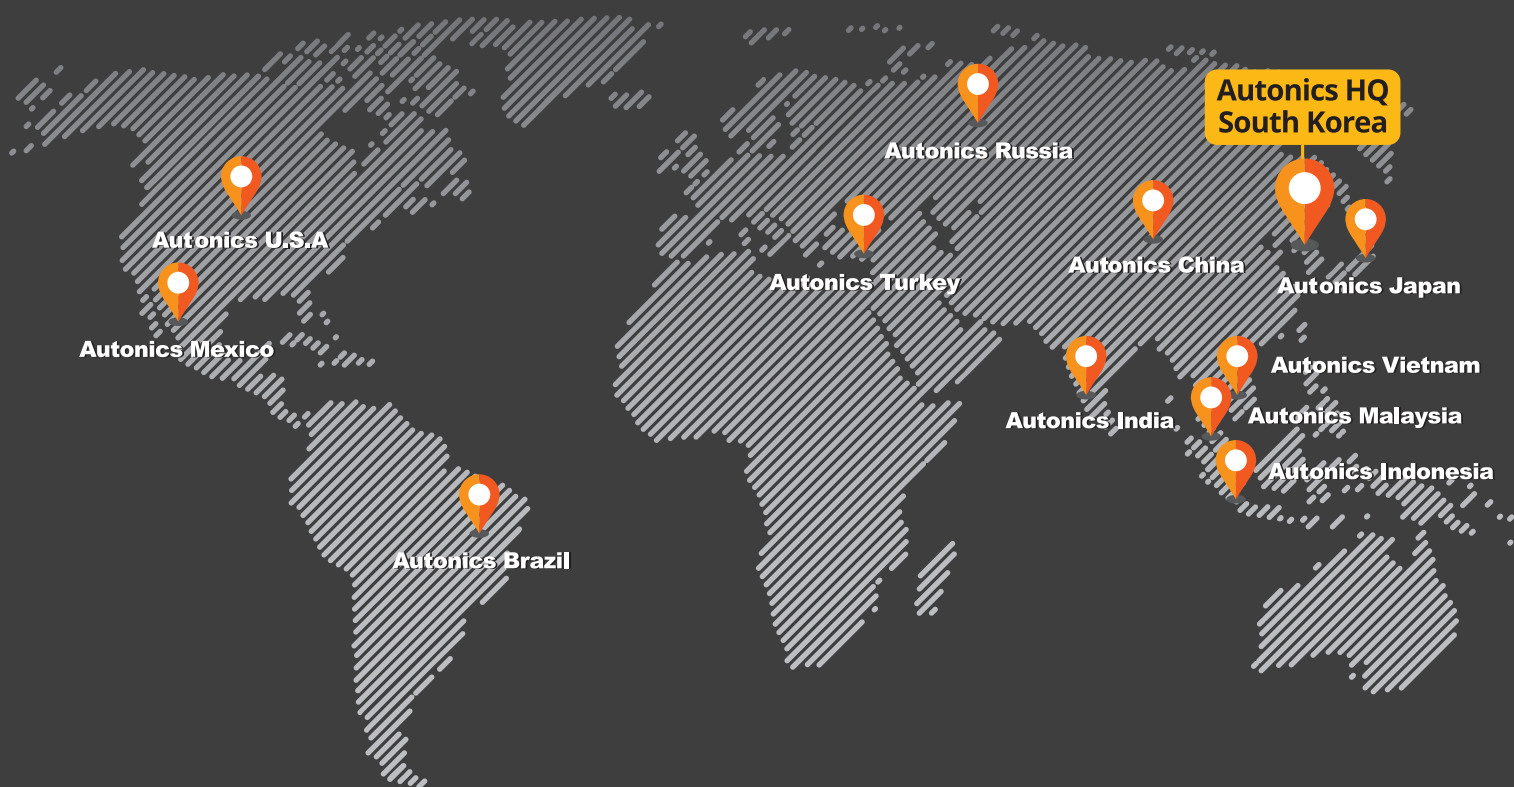 Autonics HQ
South Korea
Autonics Russia
Autonics U.S.A
Autonics China
Autonics Turkey
Autonics Japan
Autonics Mexico
Autonics Vietnam
Autonics Malaysia
Autonics India
Autonics Indonesia
Autonics Brazil